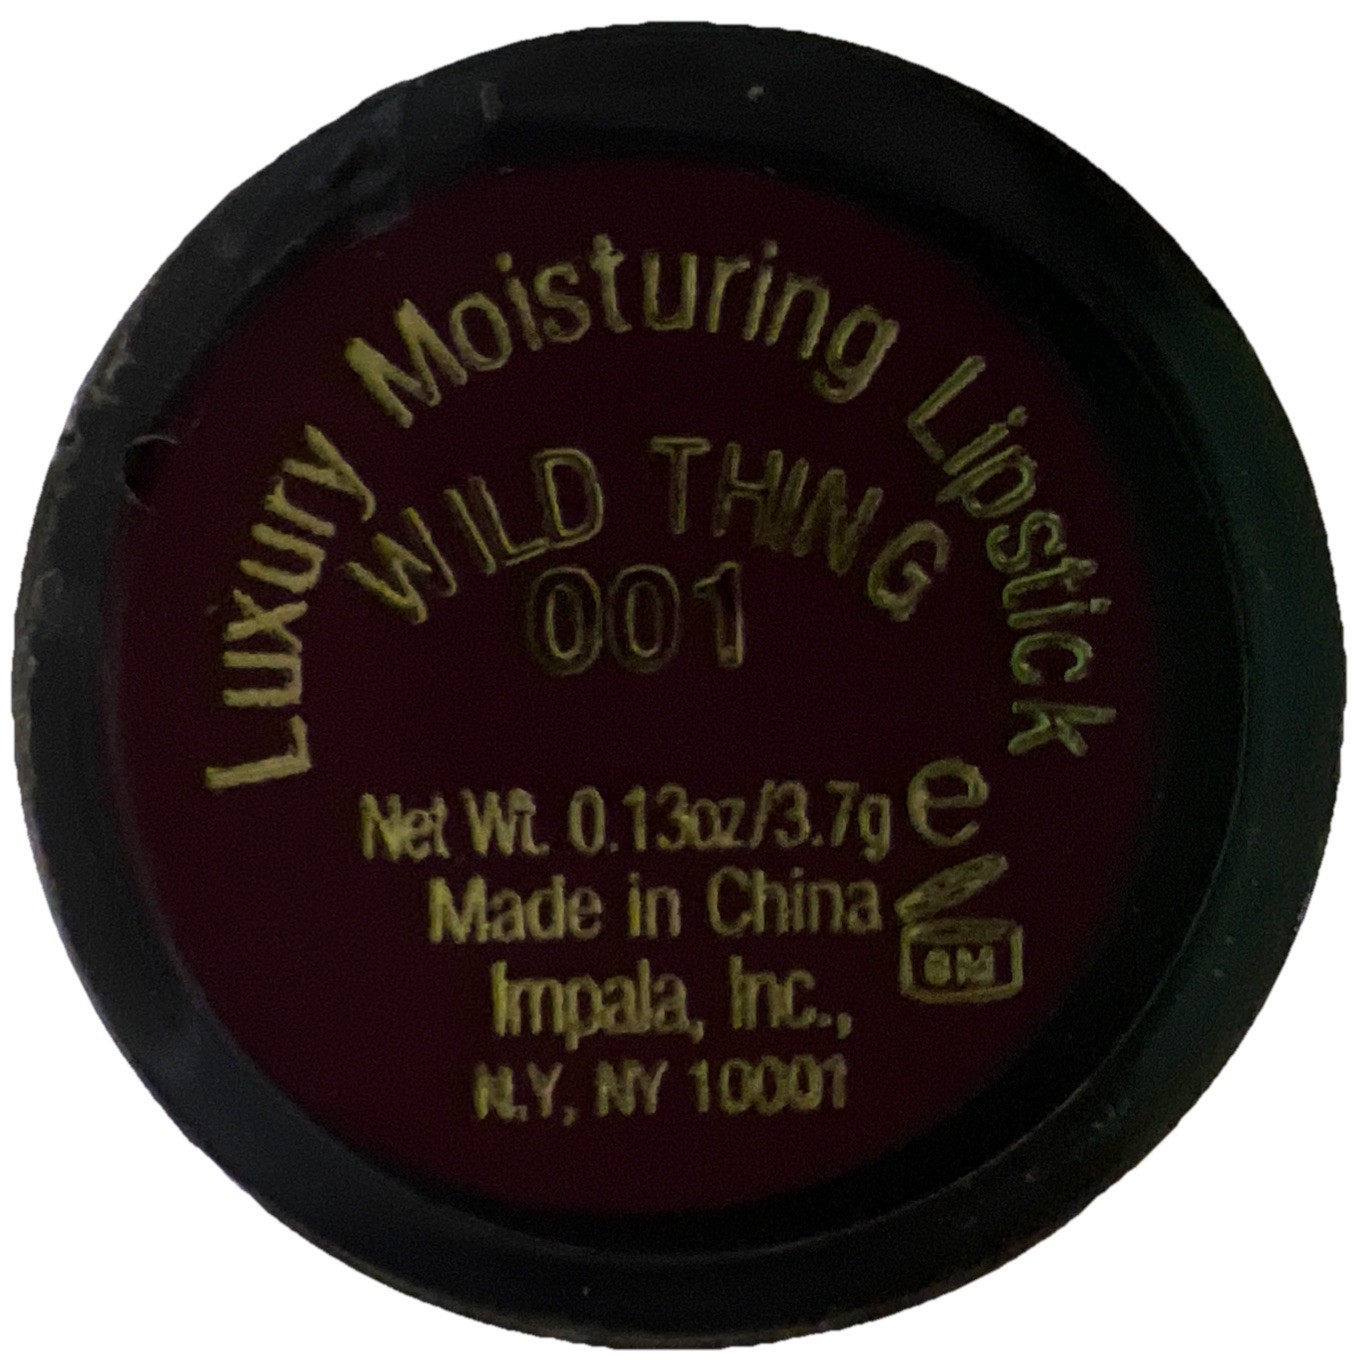 Luxury Moisturing Lipstick
WILD THING
001
Net Wt. 0.13oz/3.7g e
Made in China
6M
Impala, Inc.,
N.Y, NY 10001